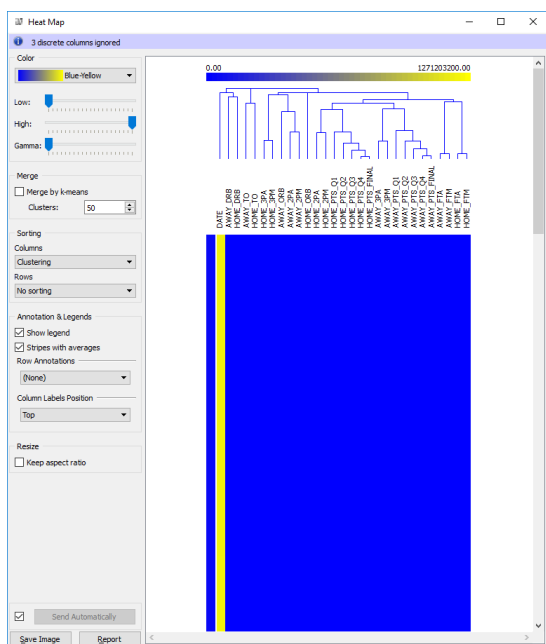 Heat Map
3 discrete columns ignored
Color
Blue-Yellow
Low:
High:
Gamma:
Merge
Merge by k-means
Clusters: 50
Sorting
Columns
Clustering
Rows
No sorting
Annotation & Legends
Show legend
Stripes with averages
Row Annotations
(None)
Column Labels Position
Top
Resize
Keep aspect ratio
Send Automatically
Save Image Report
0.00 1271203200.00
DATE
AWAY_DRB
HOME_DRB
AWAY_TO
HOME_TO
HOME_3PA
HOME_3PM
AWAY_ORB
AWAY_2PA
AWAY_2PM
HOME_ORB
HOME_2PA
HOME_2PM
HOME_PTS_Q1
HOME_PTS_Q2
HOME_PTS_Q3
HOME_PTS_Q4
HOME_PTS_FINAL
AWAY_3PA
AWAY_3PM
AWAY_PTS_Q1
AWAY_PTS_Q2
AWAY_PTS_Q3
AWAY_PTS_Q4
AWAY_PTS_FINAL
AWAY_FTA
AWAY_FTM
HOME_FTA
HOME_FTM